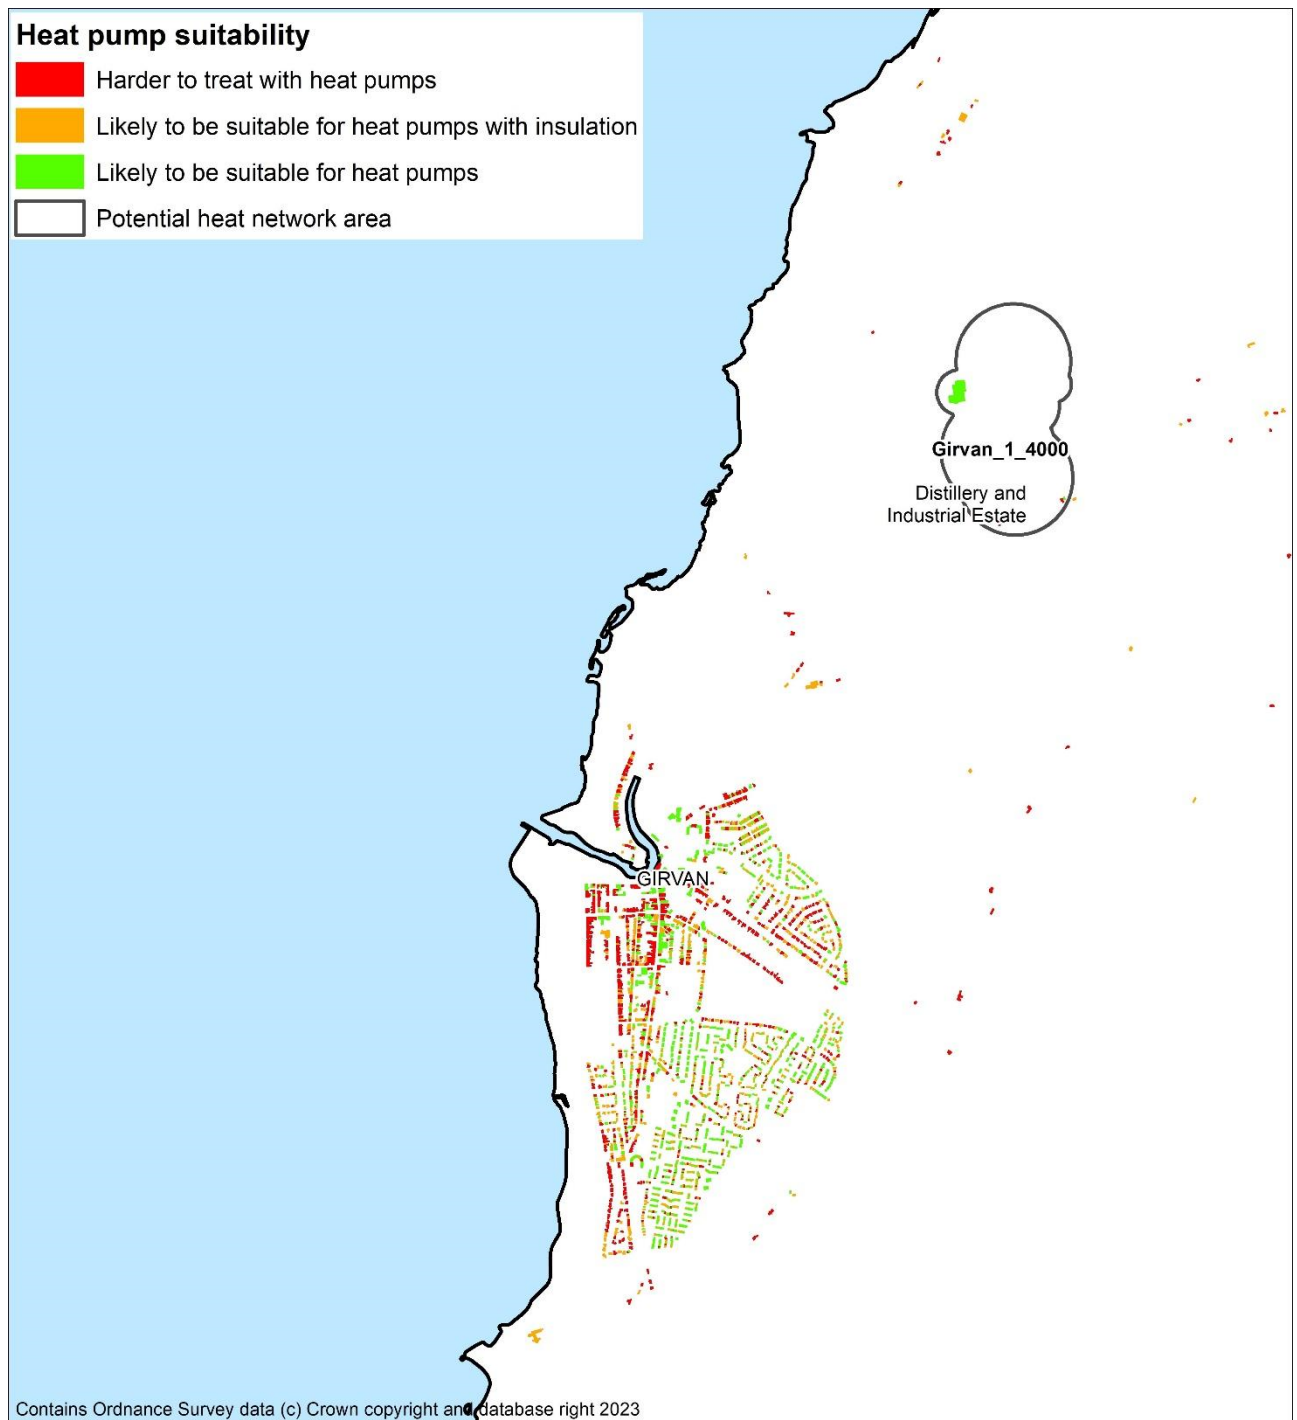 Heat pump suitability
Harder to treat with heat pumps
Likely to be suitable for heat pumps with insulation
Likely to be suitable for heat pumps
Potential heat network area
Girvan_1_4000
Distillery and
Industrial Estate
GIRVAN
Contains Ordnance Survey data (c) Crown copyright and database right 2023